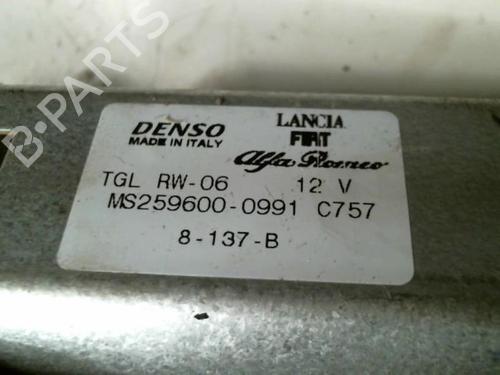 B-PARTS
DENSO
MADE IN ITALY
LANCIA
FIAT
Alfa Romeo
TGL RW-06 12 V
MS259600-0991 C757
8-137-B